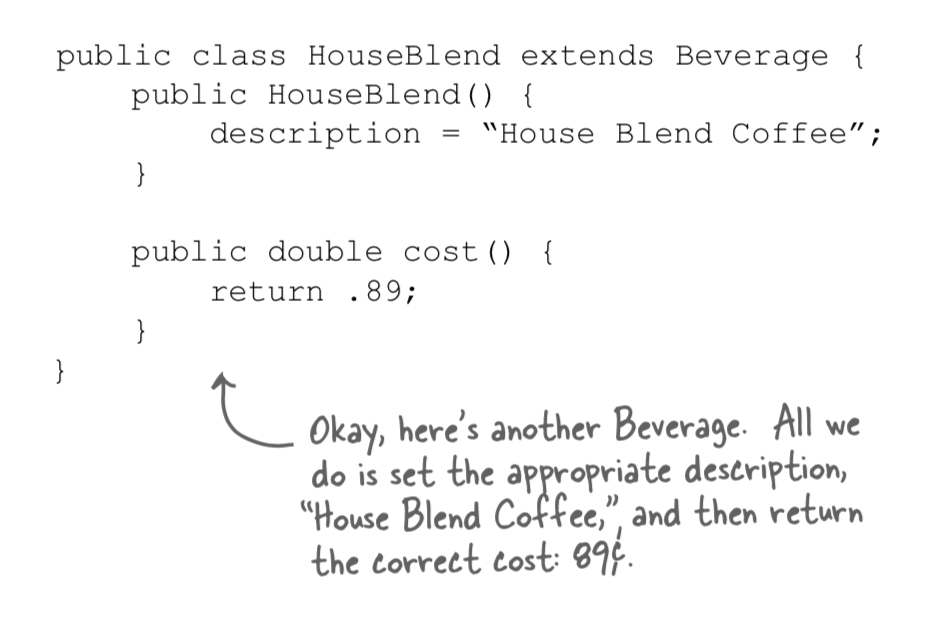 public class HouseBlend extends Beverage {
public HouseBlend() {
description = “House Blend Coffee”;
}
public double cost() {
return .89;
}
}
Okay, here's another Beverage. All we
do is set the appropriate description,
“House Blend Coffee,” and then return
the correct cost: 89¢.